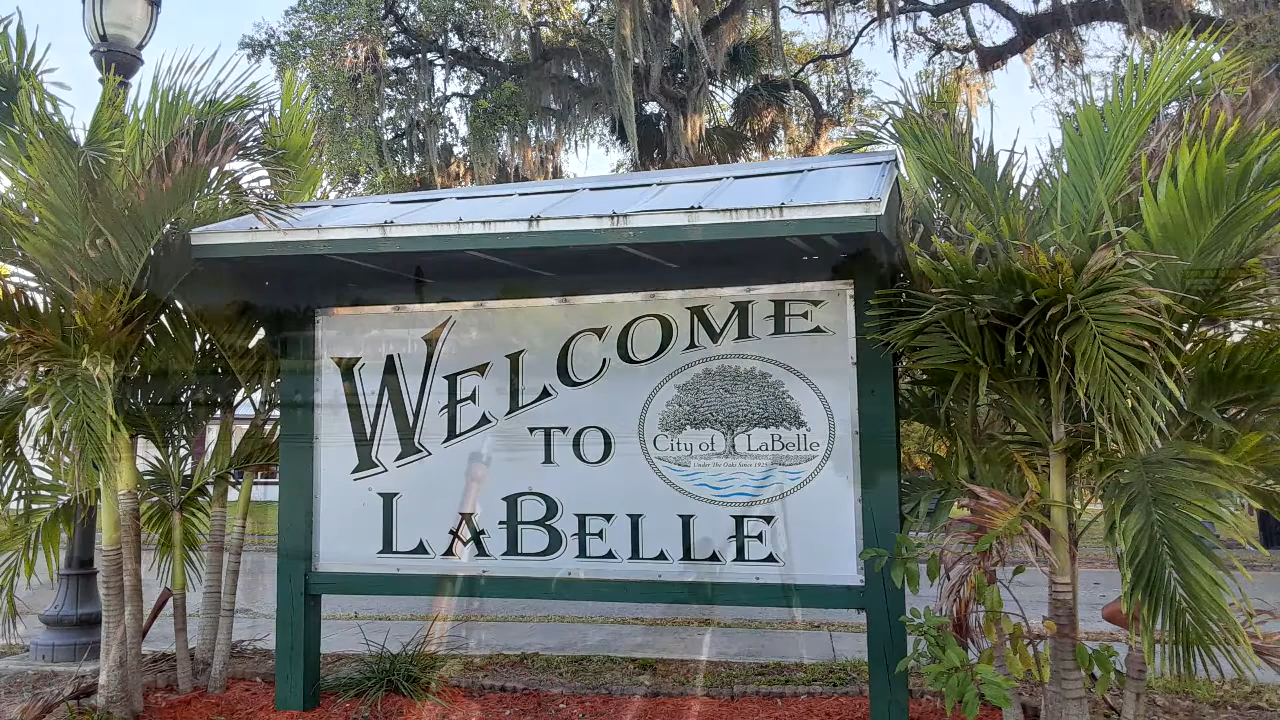 WELCOME
TO
City of LaBelle
Under The Oaks Since 1925
LABELLE